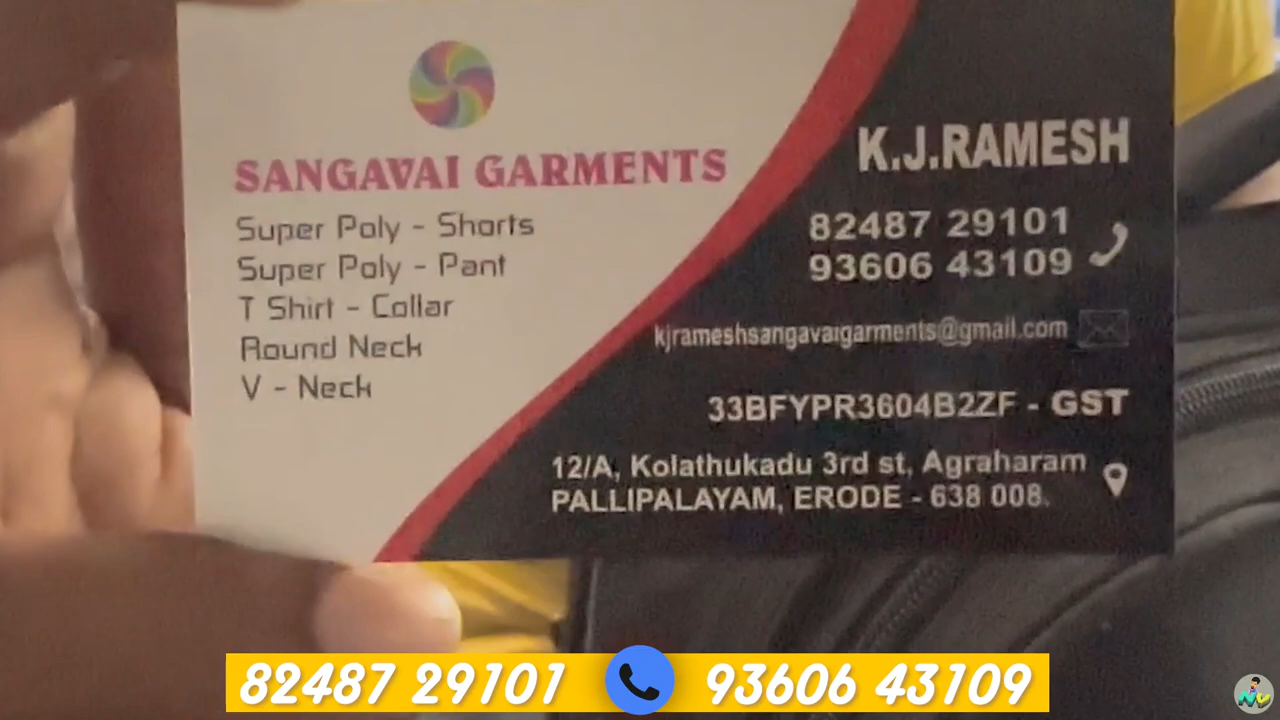 SANGAVAI GARMENTS
Super Poly - Shorts
Super Poly - Pant
T Shirt - Collar
Round Neck
V - Neck
K.J.RAMESH
82487 29101
93606 43109
kjrameshsangavaigarments@gmail.com
33BFYPR3604B2ZF - GST
12/A, Kolathukadu 3rd st, Agraharam
PALLIPALAYAM, ERODE - 638 008.
82487 29101 93606 43109